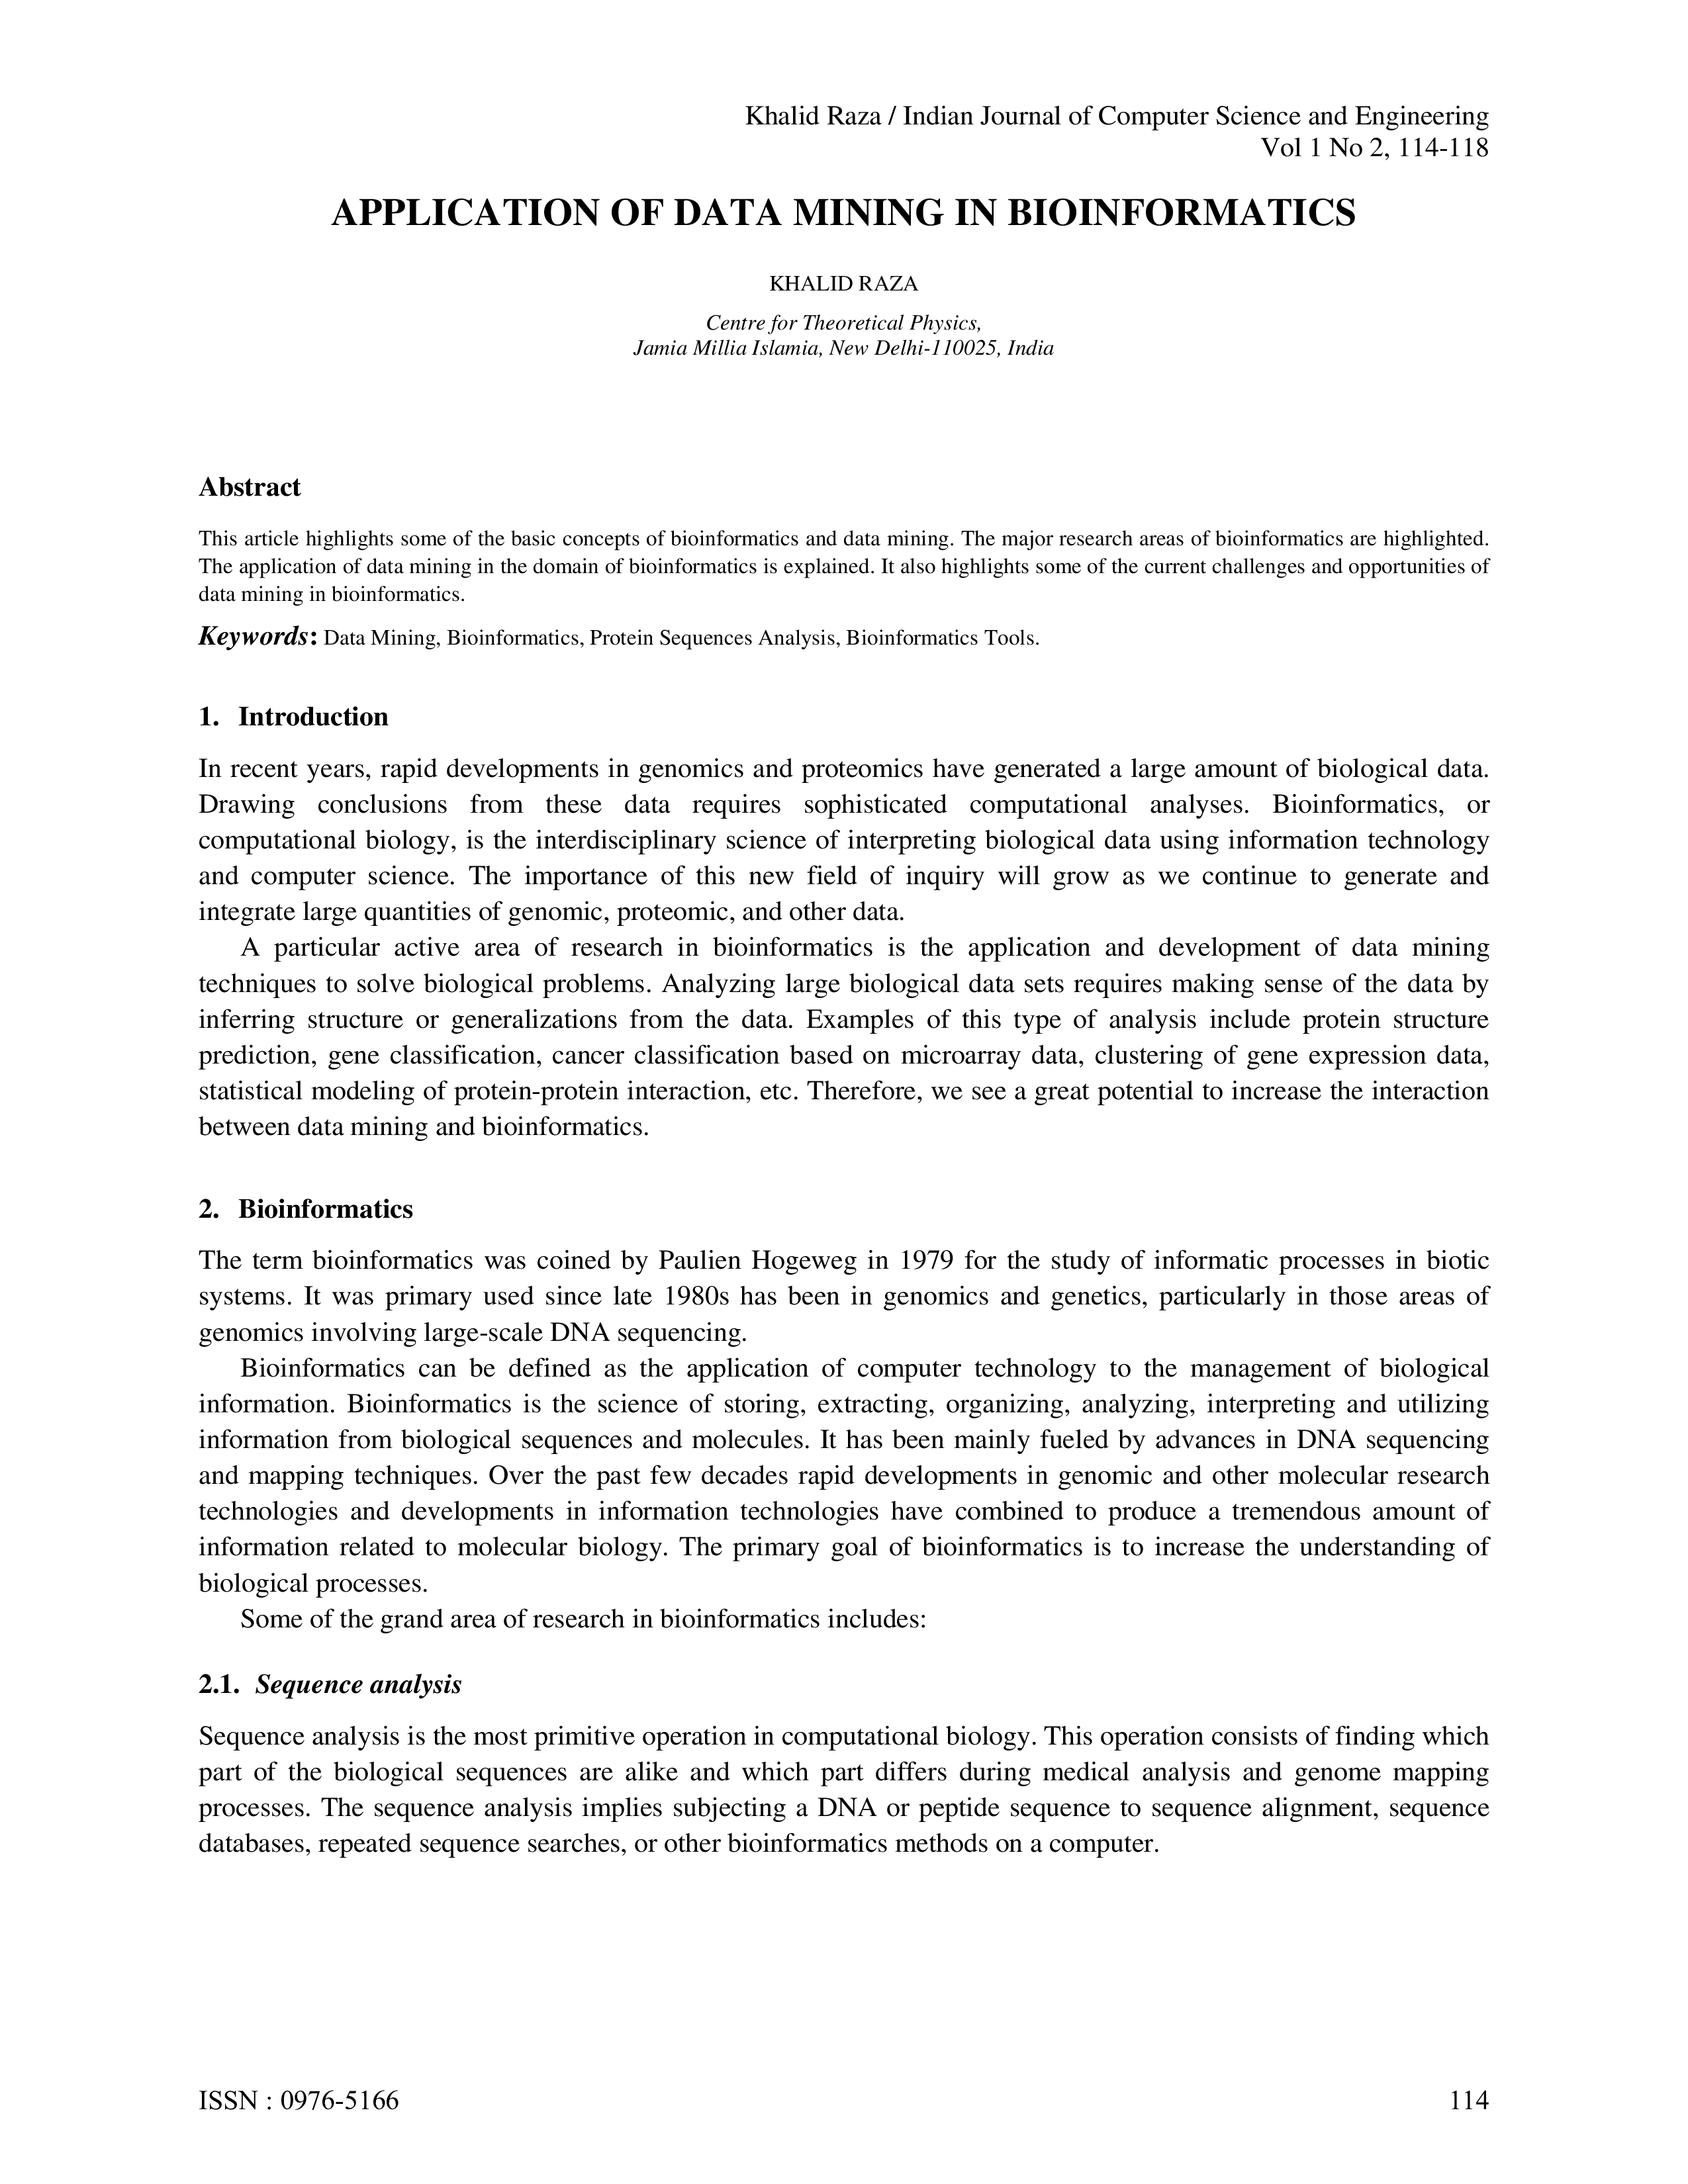 Khalid Raza / Indian Journal of Computer Science and Engineering
Vol 1 No 2, 114-118
APPLICATION OF DATA MINING IN BIOINFORMATICS
KHALID RAZA
Centre for Theoretical Physics,
Jamia Millia Islamia, New Delhi-110025, India
Abstract
This article highlights some of the basic concepts of bioinformatics and data mining. The major research areas of bioinformatics are highlighted.
The application of data mining in the domain of bioinformatics is explained. It also highlights some of the current challenges and opportunities of
data mining in bioinformatics.
Keywords: Data Mining, Bioinformatics, Protein Sequences Analysis, Bioinformatics Tools.
1. Introduction
In recent years, rapid developments in genomics and proteomics have generated a large amount of biological data.
Drawing conclusions from these data requires sophisticated computational analyses. Bioinformatics, or
computational biology, is the interdisciplinary science of interpreting biological data using information technology
and computer science. The importance of this new field of inquiry will grow as we continue to generate and
integrate large quantities of genomic, proteomic, and other data.
A particular active area of research in bioinformatics is the application and development of data mining
techniques to solve biological problems. Analyzing large biological data sets requires making sense of the data by
inferring structure or generalizations from the data. Examples of this type of analysis include protein structure
prediction, gene classification, cancer classification based on microarray data, clustering of gene expression data,
statistical modeling of protein-protein interaction, etc. Therefore, we see a great potential to increase the interaction
between data mining and bioinformatics.
2. Bioinformatics
The term bioinformatics was coined by Paulien Hogeweg in 1979 for the study of informatic processes in biotic
systems. It was primary used since late 1980s has been in genomics and genetics, particularly in those areas of
genomics involving large-scale DNA sequencing.
Bioinformatics can be defined as the application of computer technology to the management of biological
information. Bioinformatics is the science of storing, extracting, organizing, analyzing, interpreting and utilizing
information from biological sequences and molecules. It has been mainly fueled by advances in DNA sequencing
and mapping techniques. Over the past few decades rapid developments in genomic and other molecular research
technologies and developments in information technologies have combined to produce a tremendous amount of
information related to molecular biology. The primary goal of bioinformatics is to increase the understanding of
biological processes.
Some of the grand area of research in bioinformatics includes:
2.1. Sequence analysis
Sequence analysis is the most primitive operation in computational biology. This operation consists of finding which
part of the biological sequences are alike and which part differs during medical analysis and genome mapping
processes. The sequence analysis implies subjecting a DNA or peptide sequence to sequence alignment, sequence
databases, repeated sequence searches, or other bioinformatics methods on a computer.
ISSN : 0976-5166
114